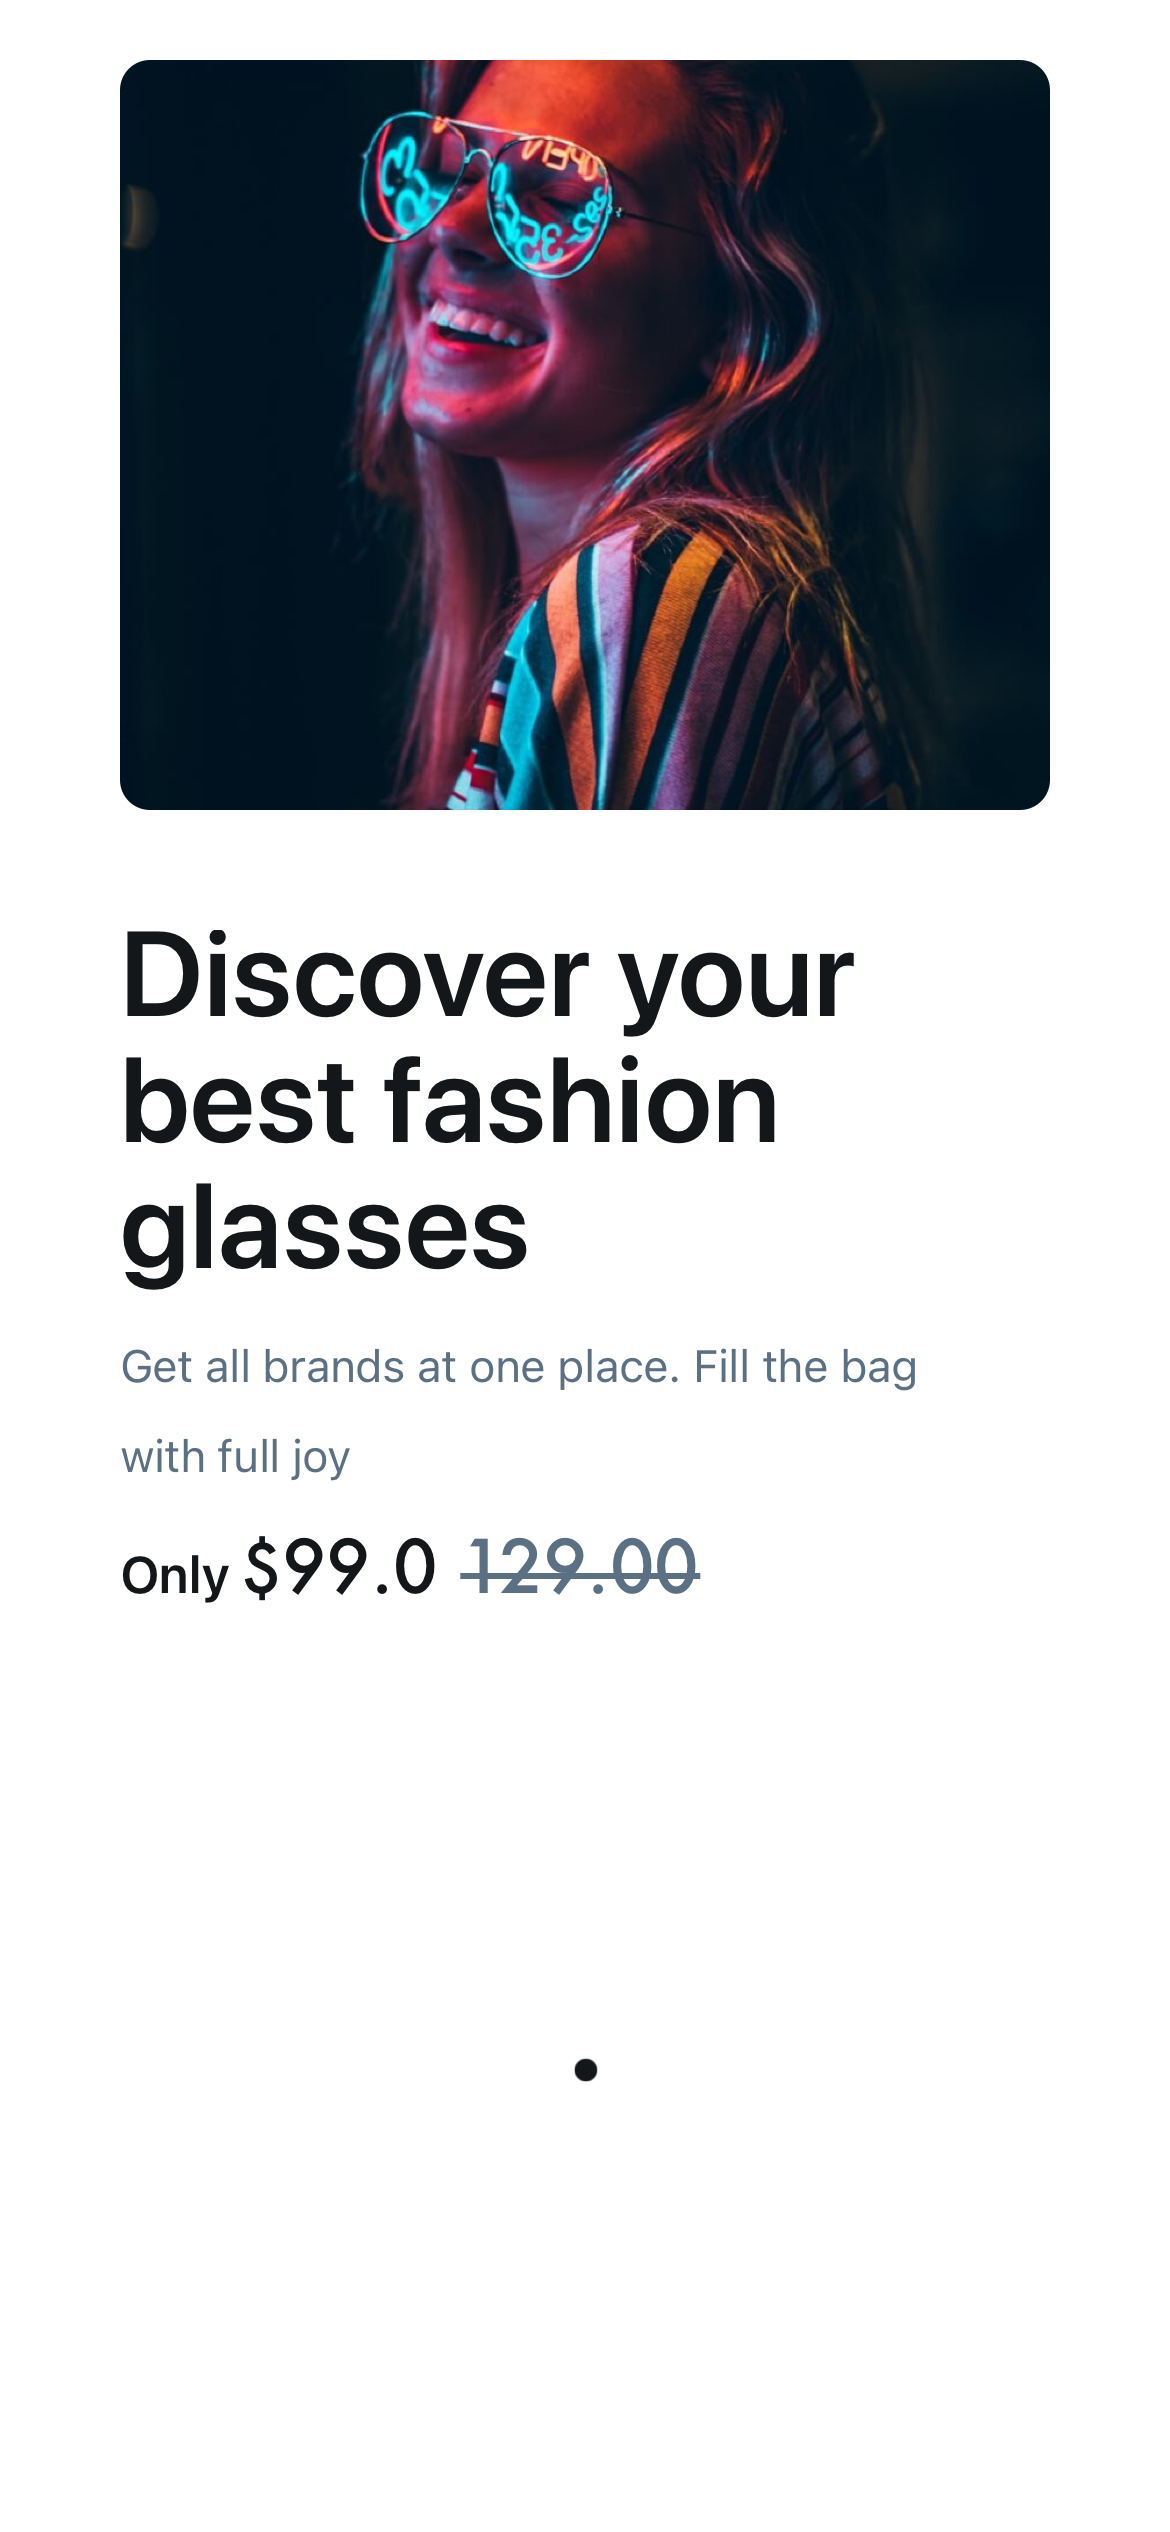 Discover your
best fashion
glasses
Get all brands at one place. Fill the bag
with full joy
Only $99.0 129.00